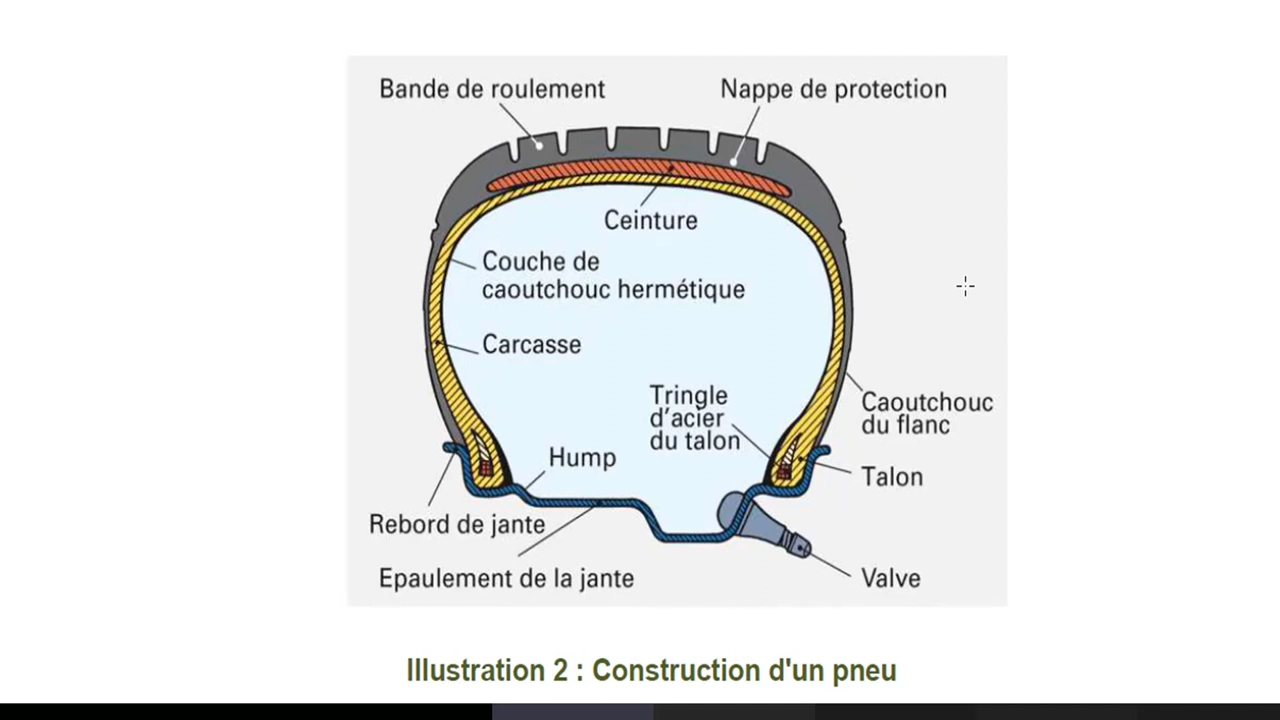 Bande de roulement
Nappe de protection
Ceinture
Couche de
caoutchouc hermétique
Carcasse
Tringle
d'acier
du talon
Caoutchouc
du flanc
Hump
Talon
Rebord de jante
Epaulement de la jante
Valve
Illustration 2 : Construction d'un pneu